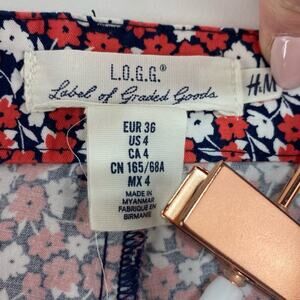 L.O.G.G.®
Label of Graded Goods
H&M
EUR 36
US 4
CA 4
CN 165/68A
MX 4
MADE IN
MYANMAR
FABRIQUE EN
BIRMANIE